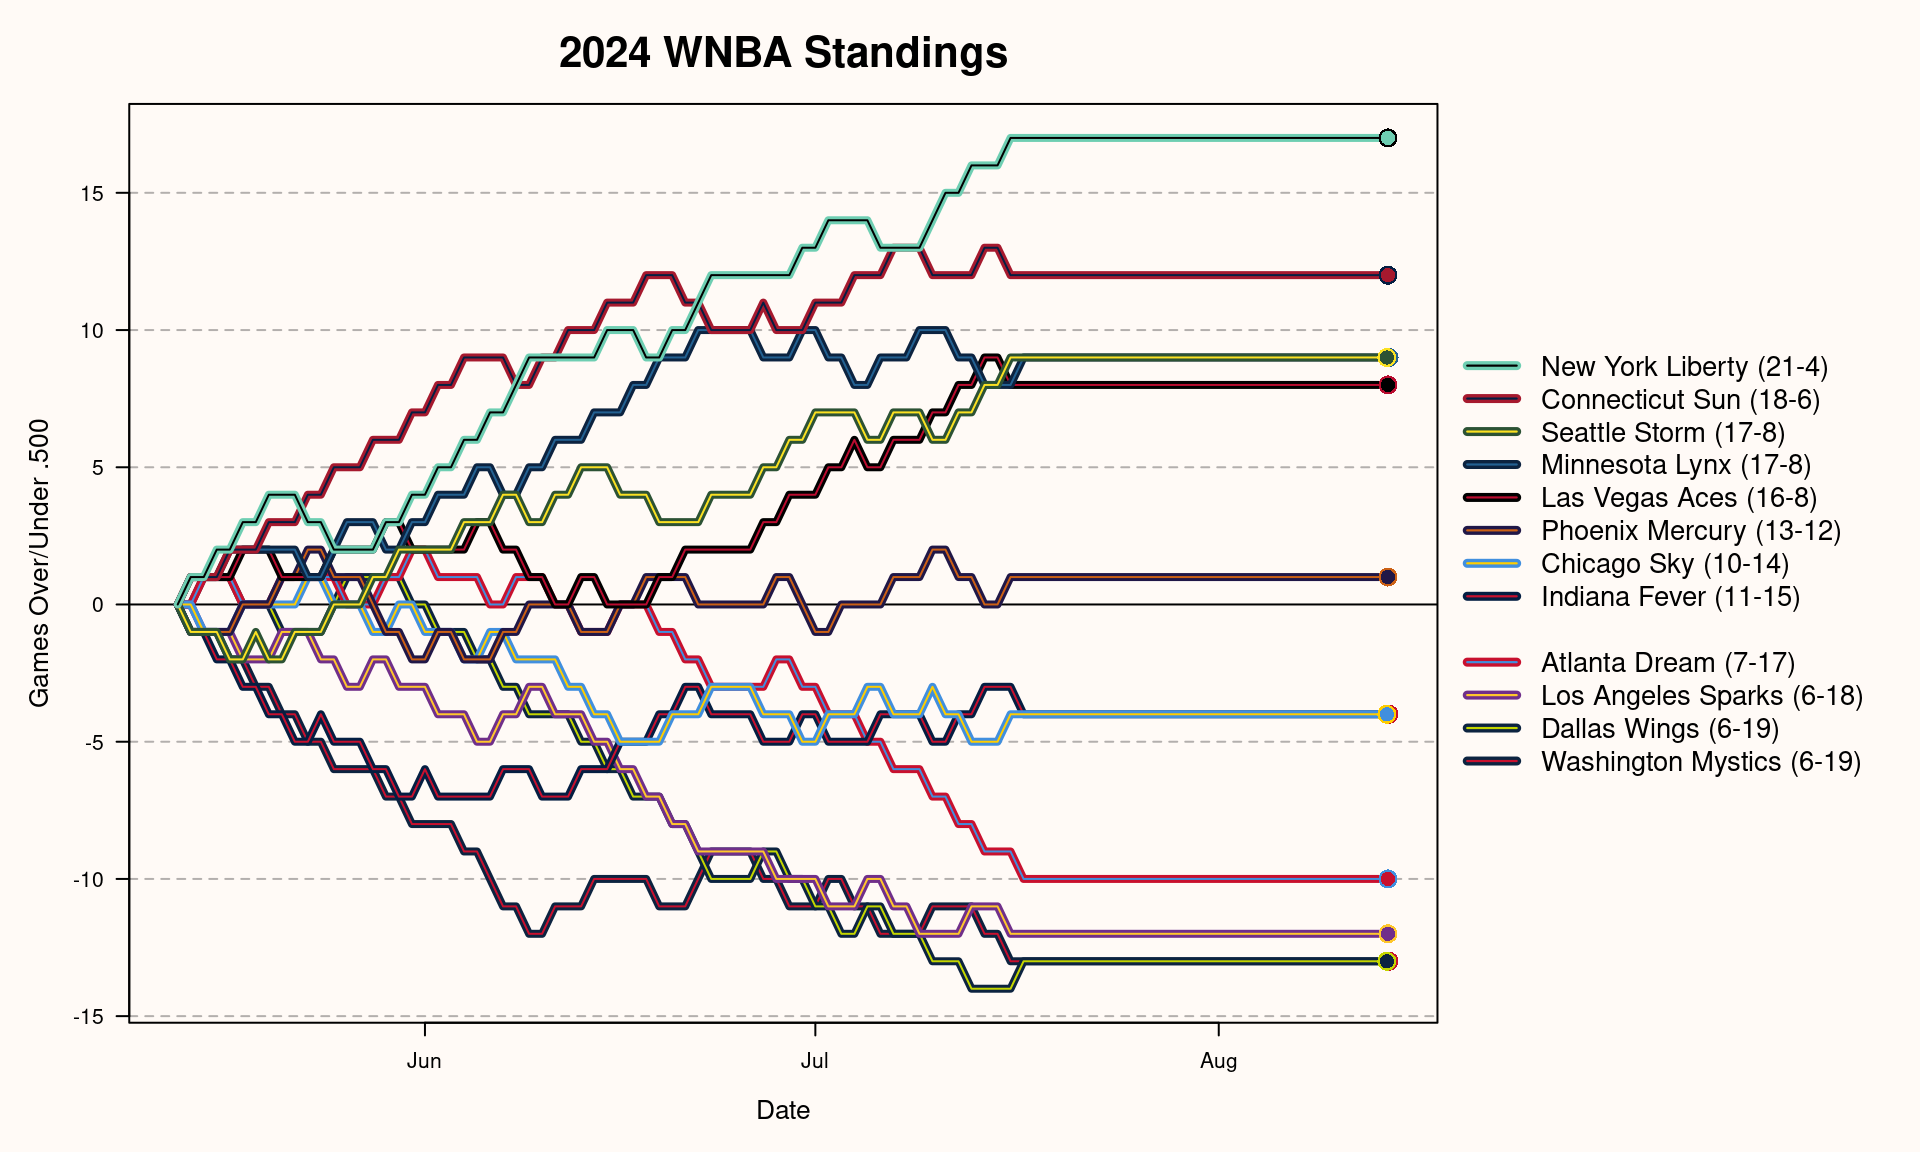 2024 WNBA Standings
Games Over/Under .500
15
10
5
0
-5
-10
-15
Jun
Jul
Aug
Date
New York Liberty (21-4)
Connecticut Sun (18-6)
Seattle Storm (17-8)
Minnesota Lynx (17-8)
Las Vegas Aces (16-8)
Phoenix Mercury (13-12)
Chicago Sky (10-14)
Indiana Fever (11-15)
Atlanta Dream (7-17)
Los Angeles Sparks (6-18)
Dallas Wings (6-19)
Washington Mystics (6-19)